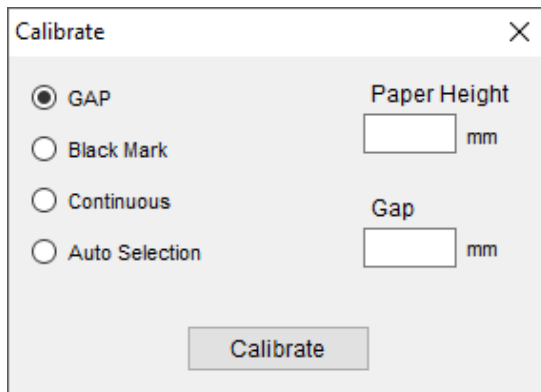 Calibrate
GAP
Black Mark
Continuous
Auto Selection
Paper Height
mm
Gap
mm
Calibrate